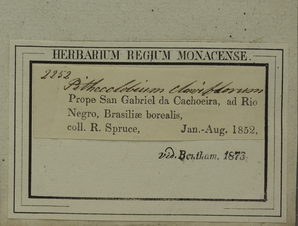 HERBARIUM REGIUM MONACENSE.
2252
Pithecolobium
Prope San Gabriel da Cachoeira, ad Rio
Negro, Brasiliæ borealis,
coll. R. Spruce, Jan.-Aug. 1852.
vid. Bentham. 1873.